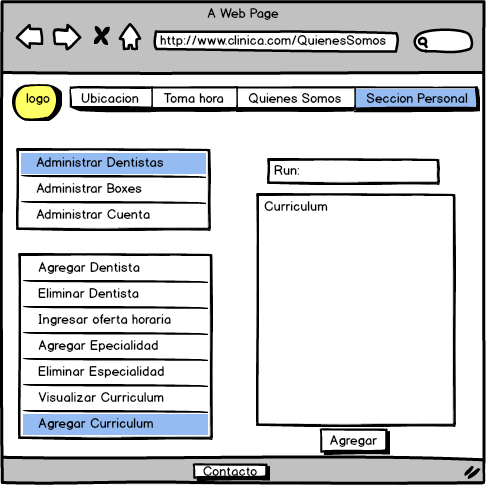 A Web Page
http://www.clinica.com/QuienesSomos
logo
Ubicacion Toma hora Quienes Somos Seccion Personal
Administrar Dentistas
Administrar Boxes
Administrar Cuenta
Run:
Curriculum
Agregar Dentista
Eliminar Dentista
Ingresar oferta horaria
Agregar Epecialidad
Eliminar Especialidad
Visualizar Curriculum
Agregar Curriculum
Agregar
Contacto